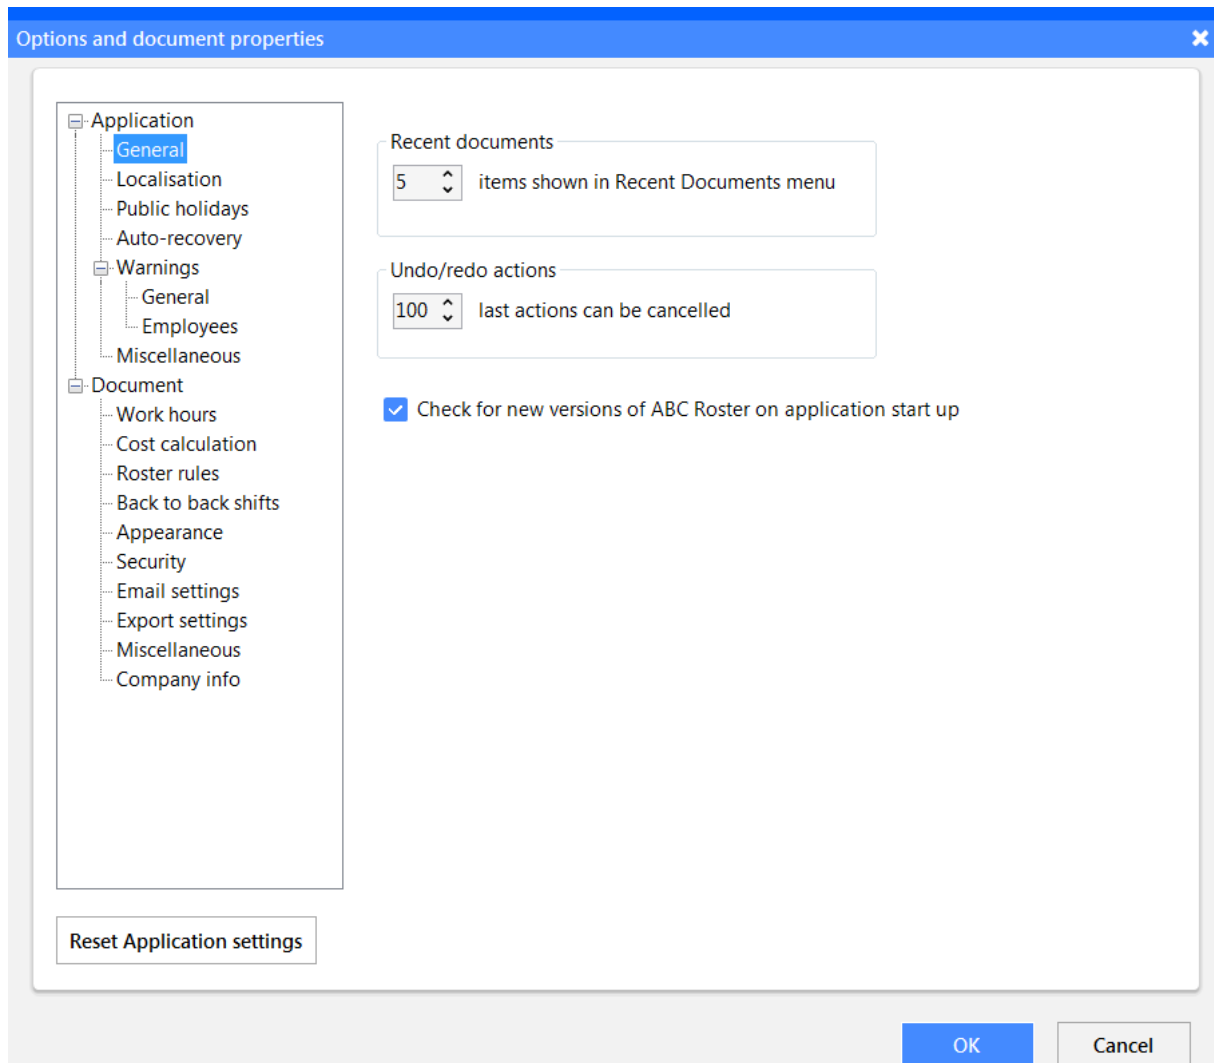 Options and document properties
Application
General
Localisation
Public holidays
Auto-recovery
Warnings
General
Employees
Miscellaneous
Document
Work hours
Cost calculation
Roster rules
Back to back shifts
Appearance
Security
Email settings
Export settings
Miscellaneous
Company info
Reset Application settings
Recent documents
5 items shown in Recent Documents menu
Undo/redo actions
100 last actions can be cancelled
Check for new versions of ABC Roster on application start up
OK Cancel